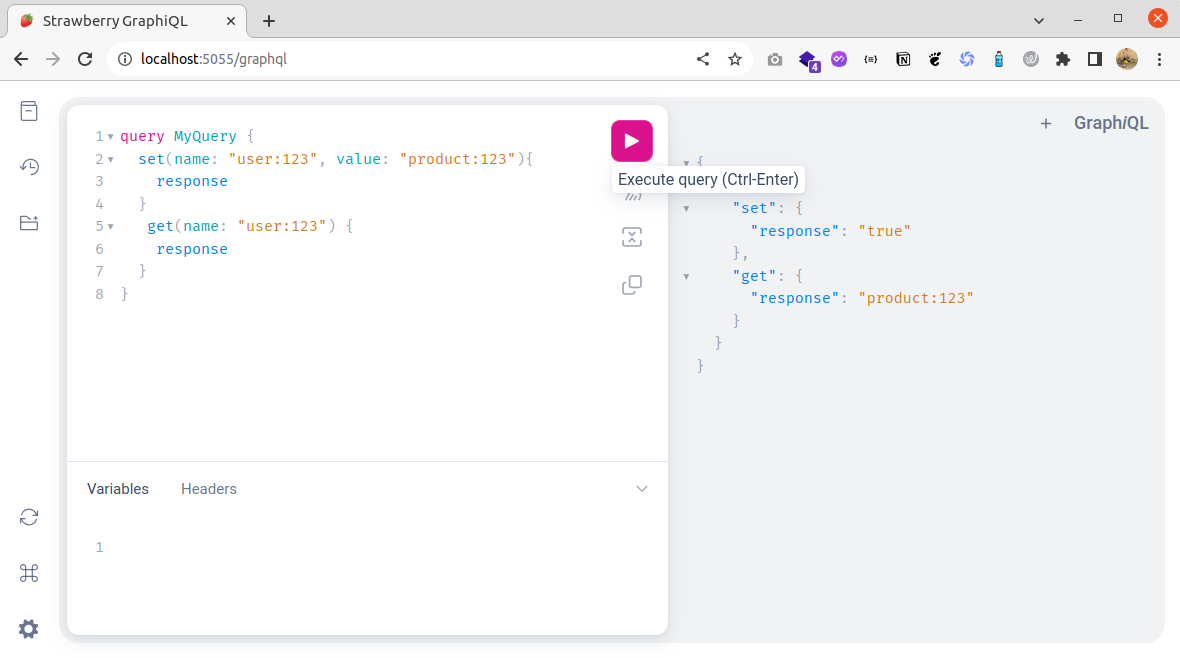 Strawberry GraphiQL
localhost:5055/graphql
4
1 query MyQuery {
2 set(name: "user:123", value: "product:123"){
3 response
4 }
5 get(name: "user:123") {
6 response
7 }
8 }
Execute query (Ctrl-Enter)
Variables Headers
1
+ GraphiQL
{
"set": {
"response": "true"
},
"get": {
"response": "product:123"
}
}
}